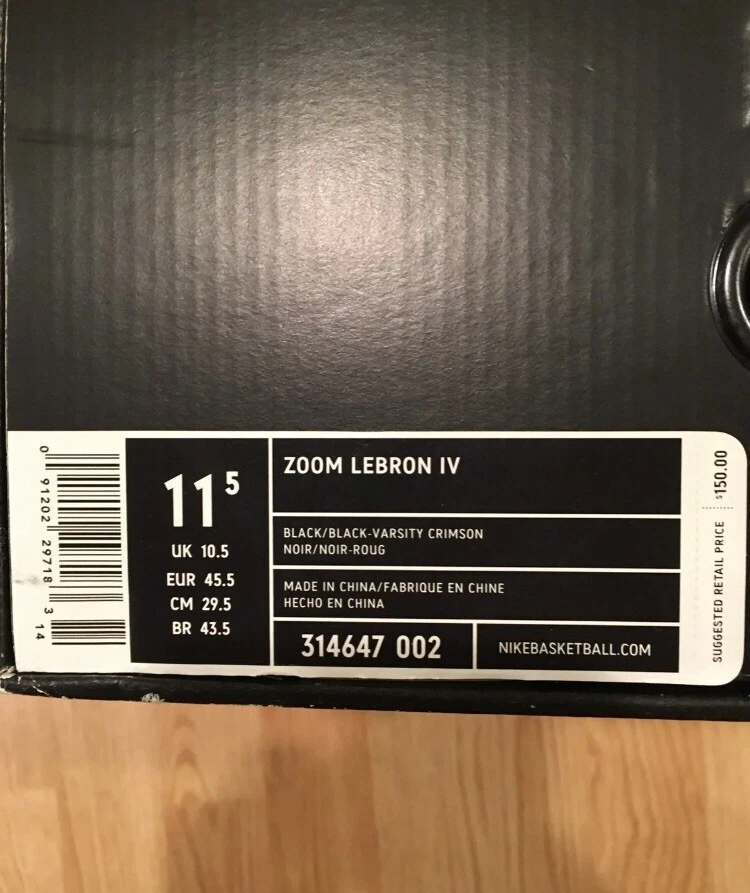 0 91202 29718 3 14
11⁵
UK 10.5
EUR 45.5
CM 29.5
BR 43.5
ZOOM LEBRON IV
BLACK/BLACK-VARSITY CRIMSON
NOIR/NOIR-ROUG
MADE IN CHINA/FABRIQUE EN CHINE
HECHO EN CHINA
314647 002
NIKEBASKETBALL.COM
SUGGESTED RETAIL PRICE $150.00